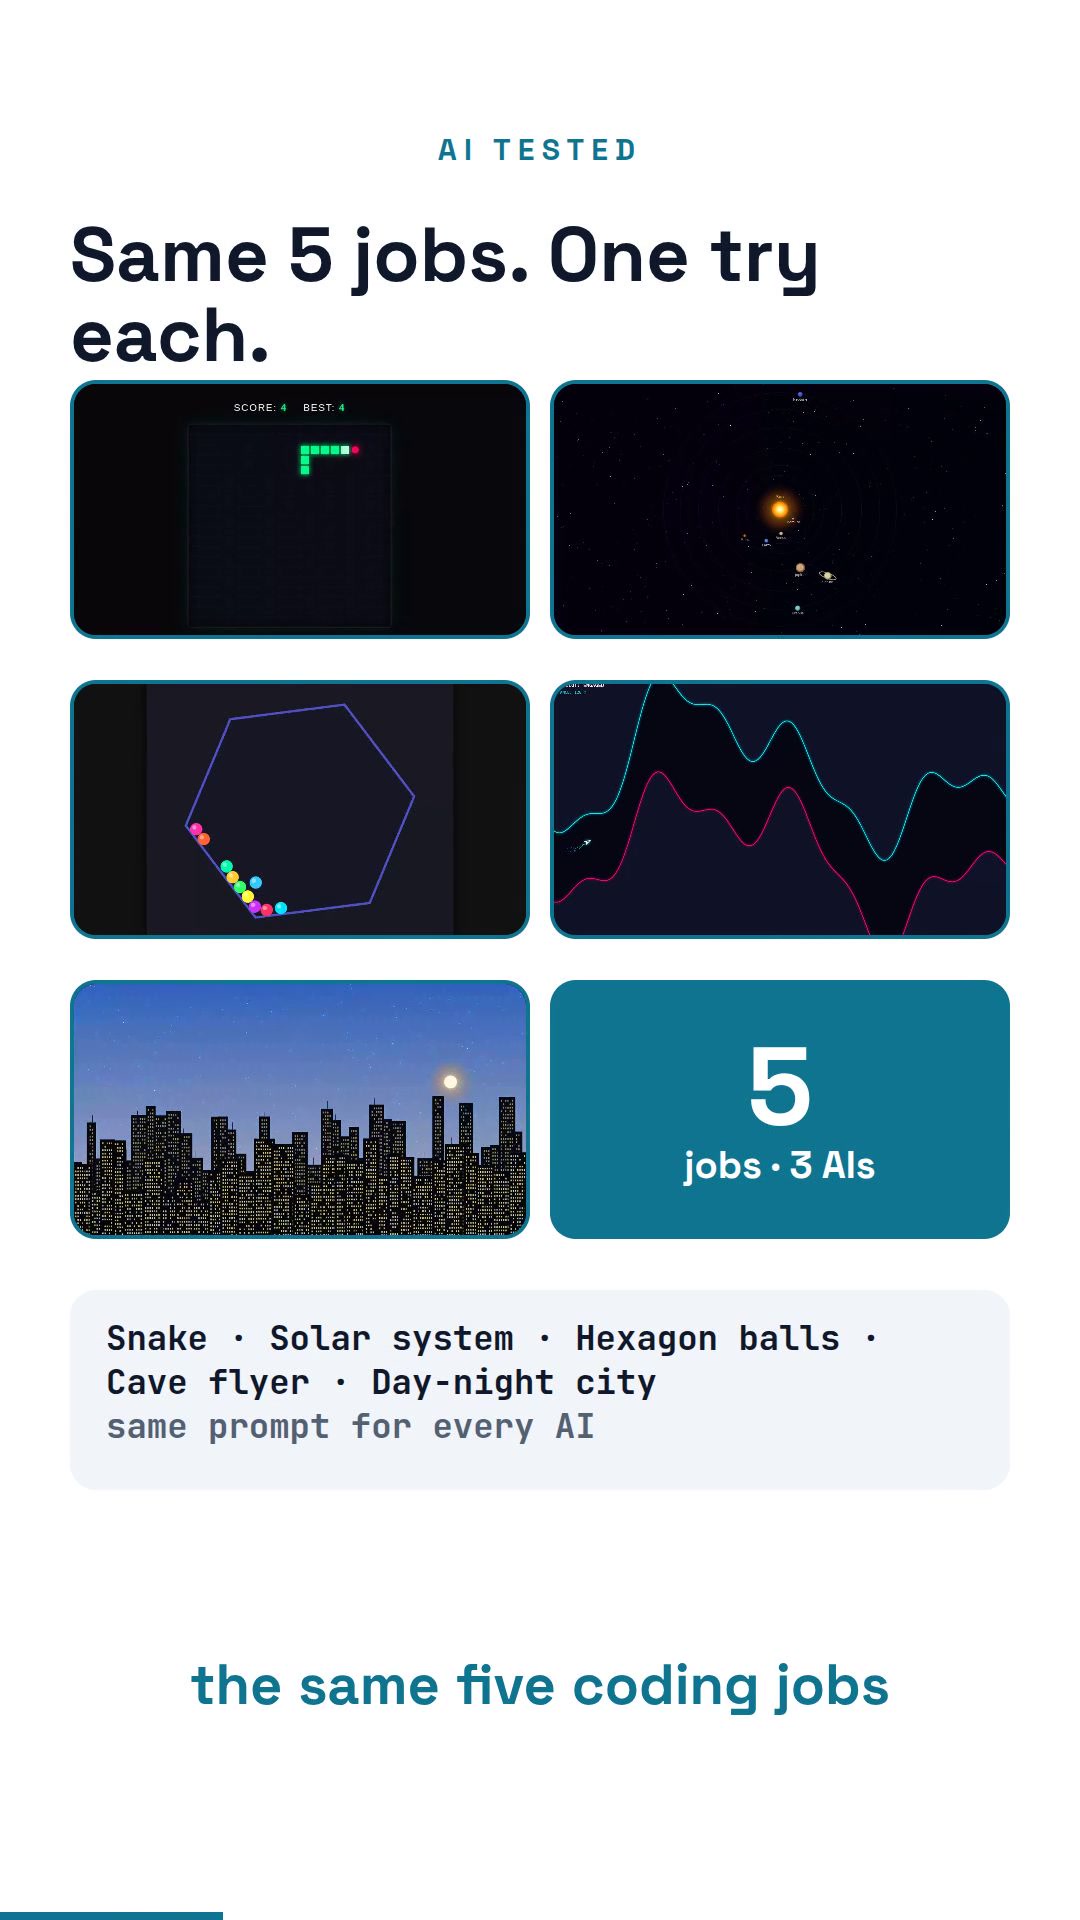 AI TESTED
Same 5 jobs. One try
each.
SCORE: 4 BEST: 4
5
jobs · 3 AIs
Snake · Solar system · Hexagon balls ·
Cave flyer · Day-night city
same prompt for every AI
the same five coding jobs